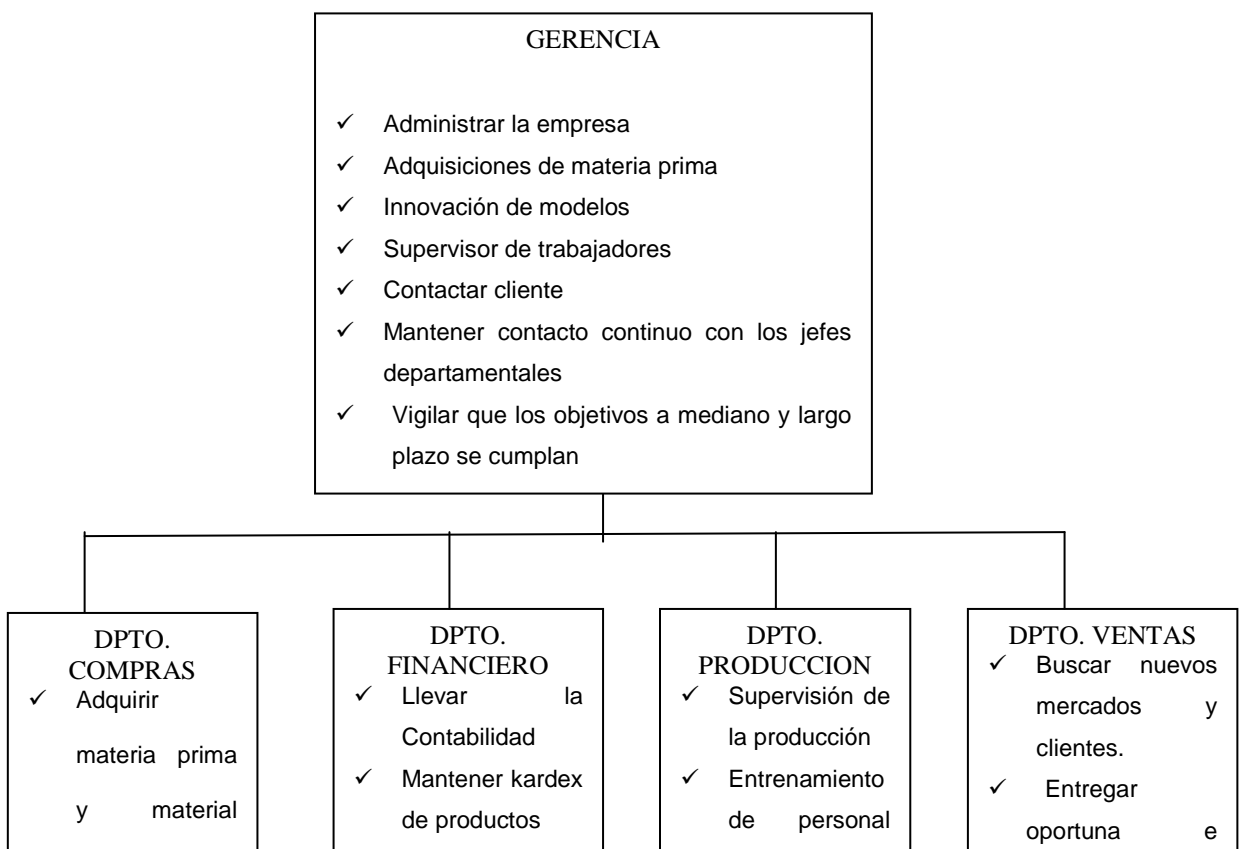 GERENCIA
✓ Administrar la empresa
✓ Adquisiciones de materia prima
✓ Innovación de modelos
✓ Supervisor de trabajadores
✓ Contactar cliente
✓ Mantener contacto continuo con los jefes
departamentales
✓ Vigilar que los objetivos a mediano y largo
plazo se cumplan
DPTO.
COMPRAS
✓ Adquirir
materia prima
y material
DPTO.
FINANCIERO
✓ Llevar la
Contabilidad
✓ Mantener kardex
de productos
DPTO.
PRODUCCION
✓ Supervisión de
la producción
✓ Entrenamiento
de personal
DPTO. VENTAS
✓ Buscar nuevos
mercados y
clientes.
✓ Entregar
oportuna e